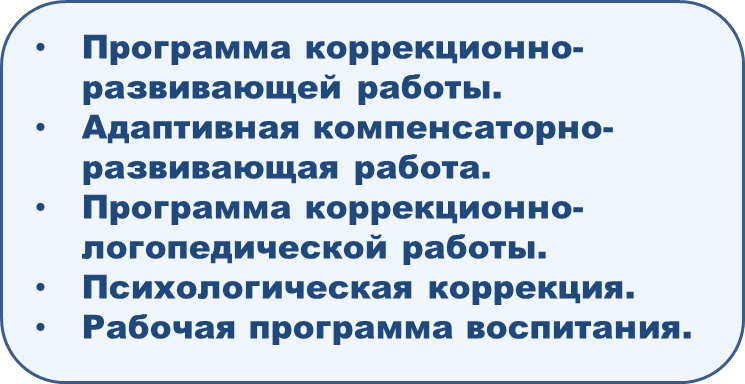 • Программа коррекционно-
развивающей работы.
• Адаптивная компенсаторно-
развивающая работа.
• Программа коррекционно-
логопедической работы.
• Психологическая коррекция.
• Рабочая программа воспитания.